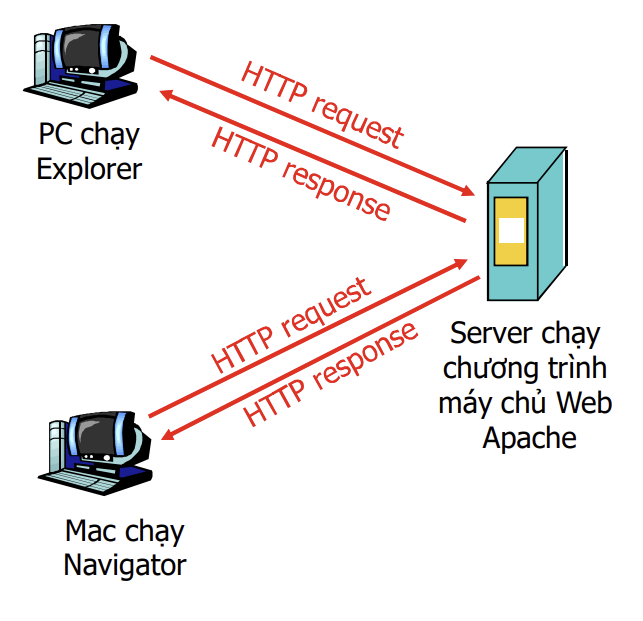 HTTP request
HTTP response
PC chạy
Explorer
HTTP request
HTTP response
Server chạy
chương trình
máy chủ Web
Apache
Mac chạy
Navigator